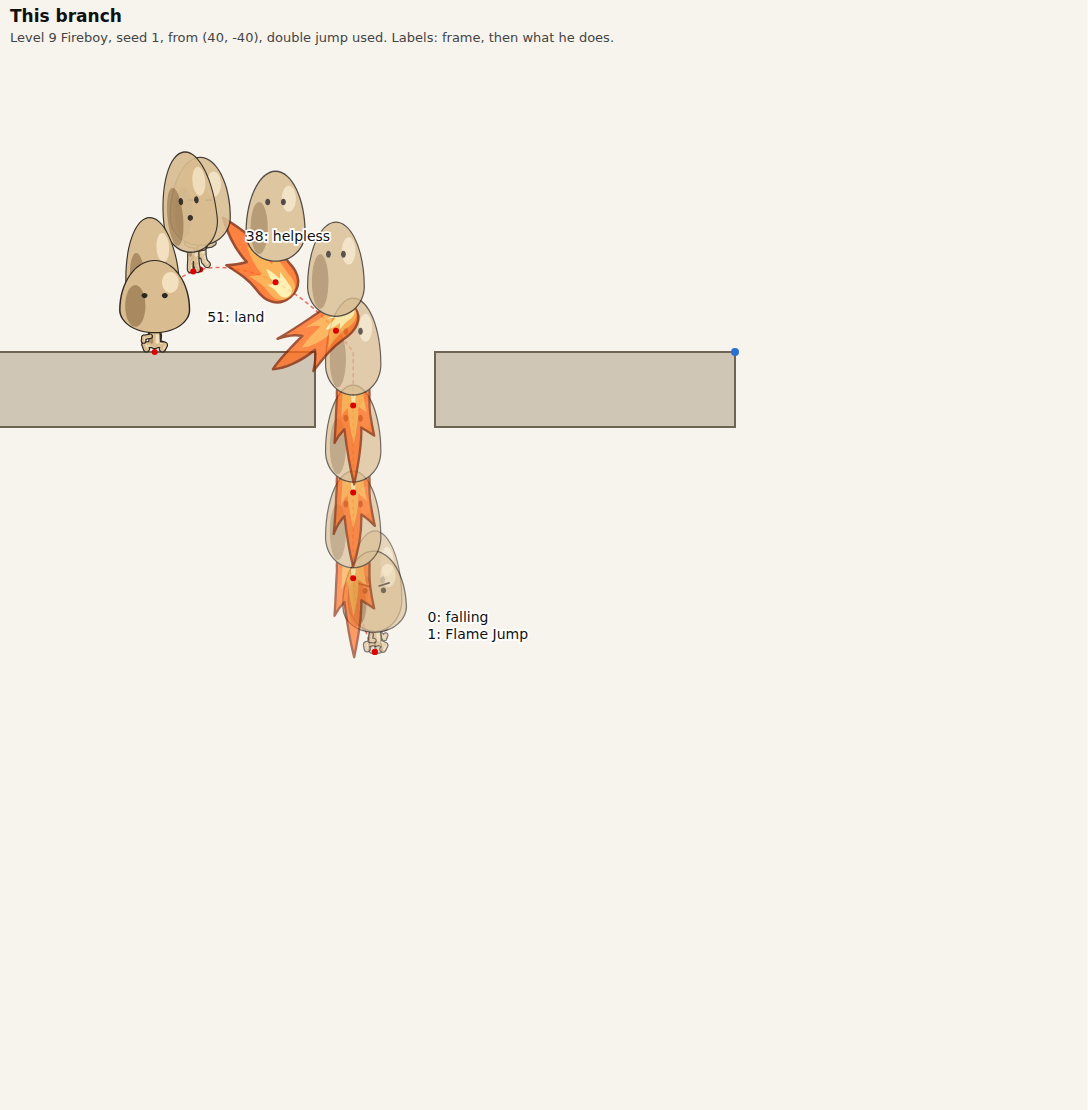 This branch
Level 9 Fireboy, seed 1, from (40, -40), double jump used. Labels: frame, then what he does.
38: helpless
51: land
0: falling
1: Flame Jump